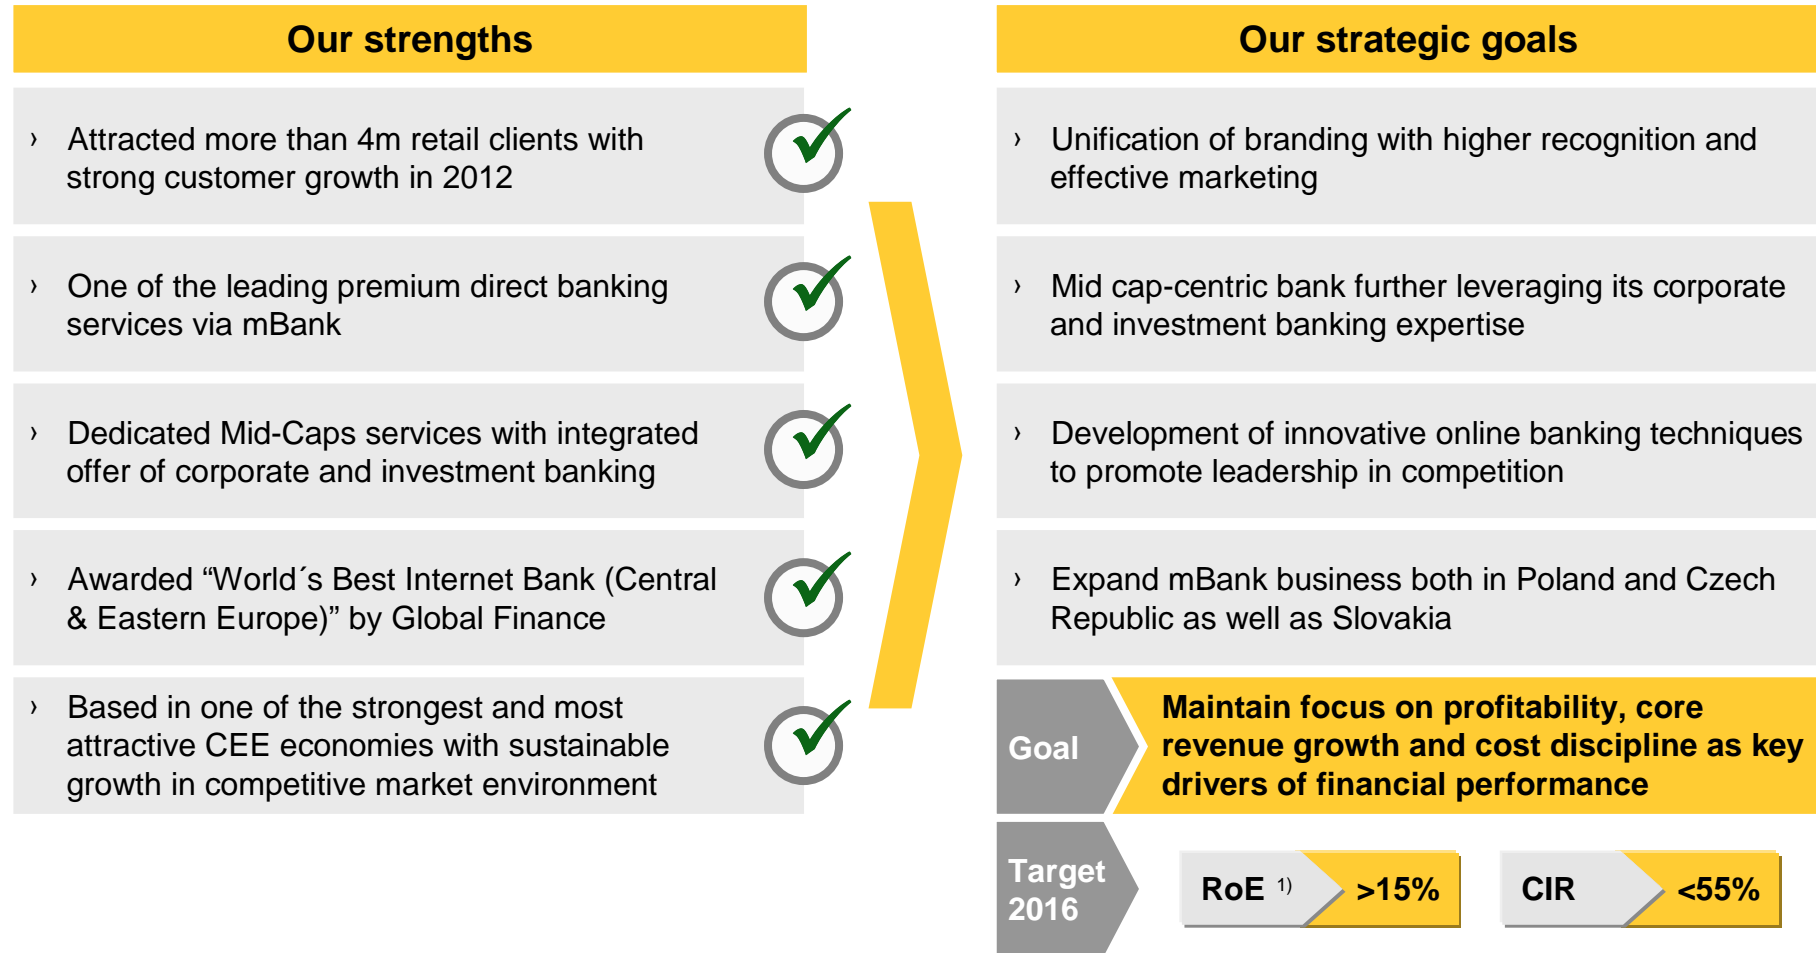 Our strengths
› Attracted more than 4m retail clients with
strong customer growth in 2012
› One of the leading premium direct banking
services via mBank
› Dedicated Mid-Caps services with integrated
offer of corporate and investment banking
› Awarded “World´s Best Internet Bank (Central
& Eastern Europe)” by Global Finance
› Based in one of the strongest and most
attractive CEE economies with sustainable
growth in competitive market environment
Our strategic goals
› Unification of branding with higher recognition and
effective marketing
› Mid cap-centric bank further leveraging its corporate
and investment banking expertise
› Development of innovative online banking techniques
to promote leadership in competition
› Expand mBank business both in Poland and Czech
Republic as well as Slovakia
Goal
Maintain focus on profitability, core
revenue growth and cost discipline as key
drivers of financial performance
Target
2016
RoE 1) >15%
CIR <55%